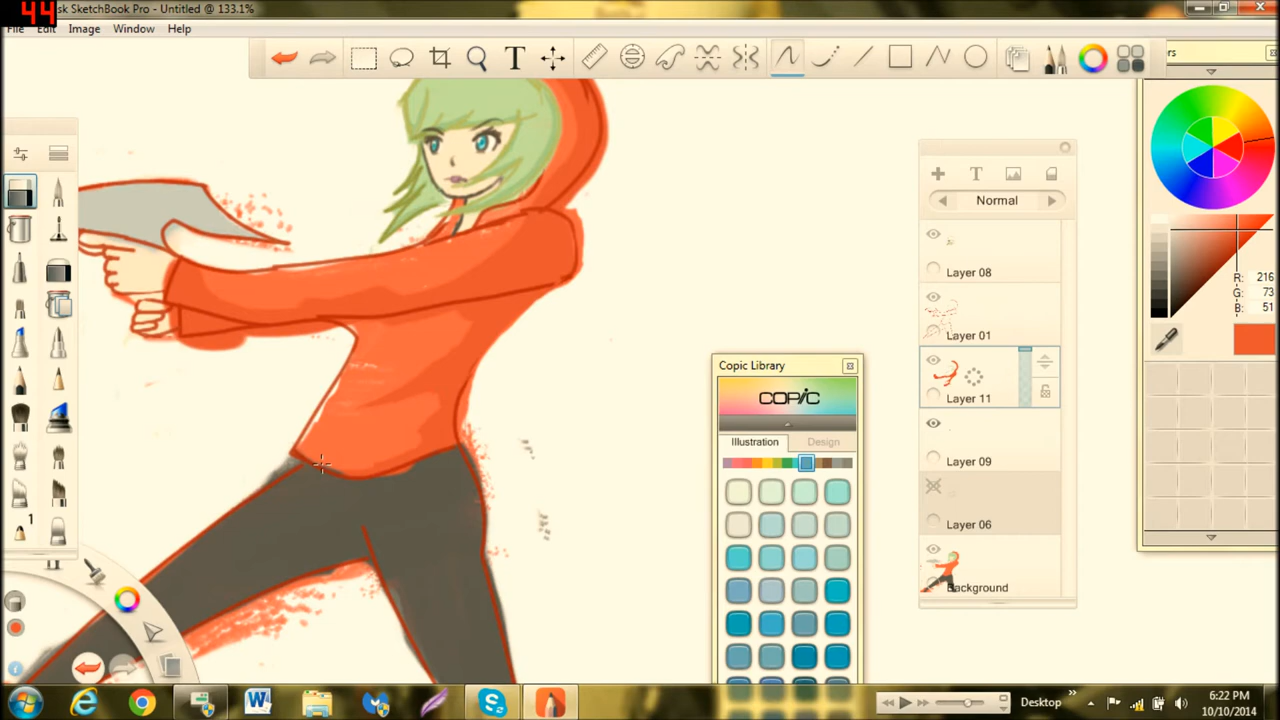 44
sk SketchBook Pro - Untitled @ 133.1%
File Edit Image Window Help
T
rs
T
Normal
Layer 08
Layer 01
Layer 11
Layer 09
Layer 06
Background
R: 216
G: 73
B: 51
Copic Library
COPIC
Illustration Design
1
W
S
Desktop
6:22 PM
10/10/2014